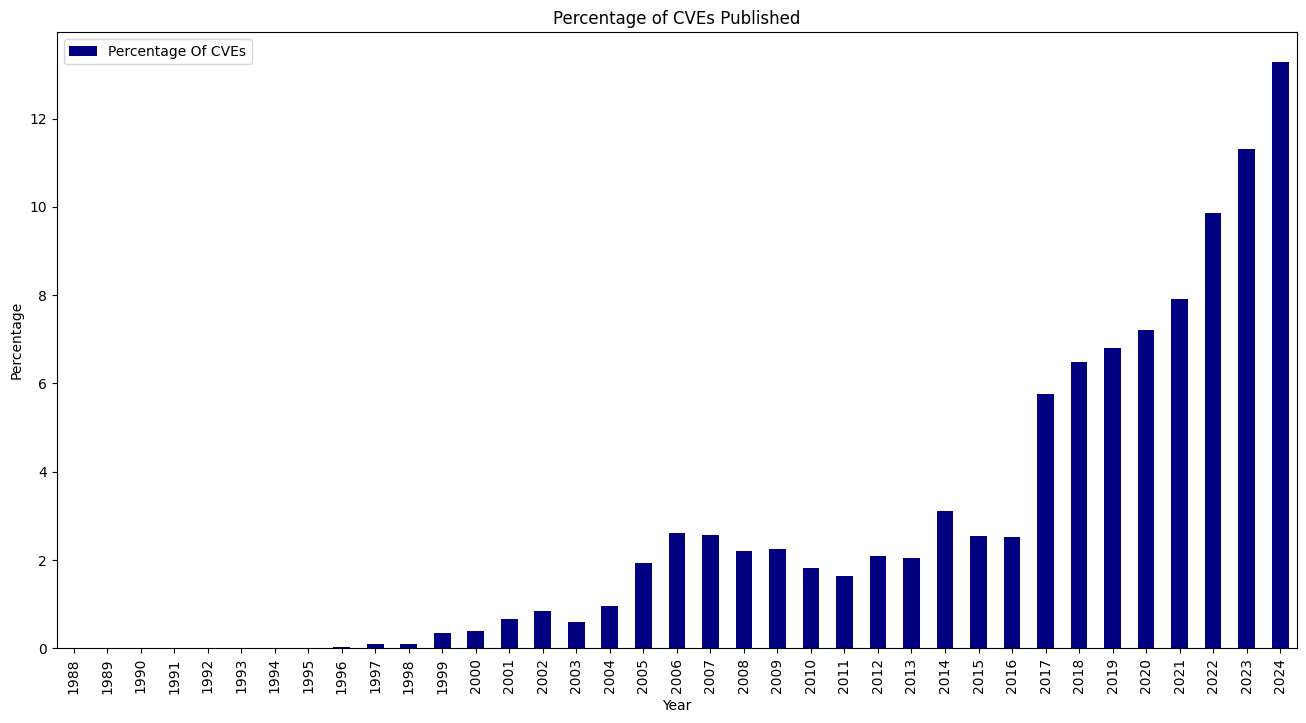 Percentage of CVEs Published
Percentage Of CVEs
Percentage
12
10
8
6
4
2
0
1988 1989 1990 1991 1992 1993 1994 1995 1996 1997 1998 1999 2000 2001 2002 2003 2004 2005 2006 2007 2008 2009 2010 2011 2012 2013 2014 2015 2016 2017 2018 2019 2020 2021 2022 2023 2024
Year